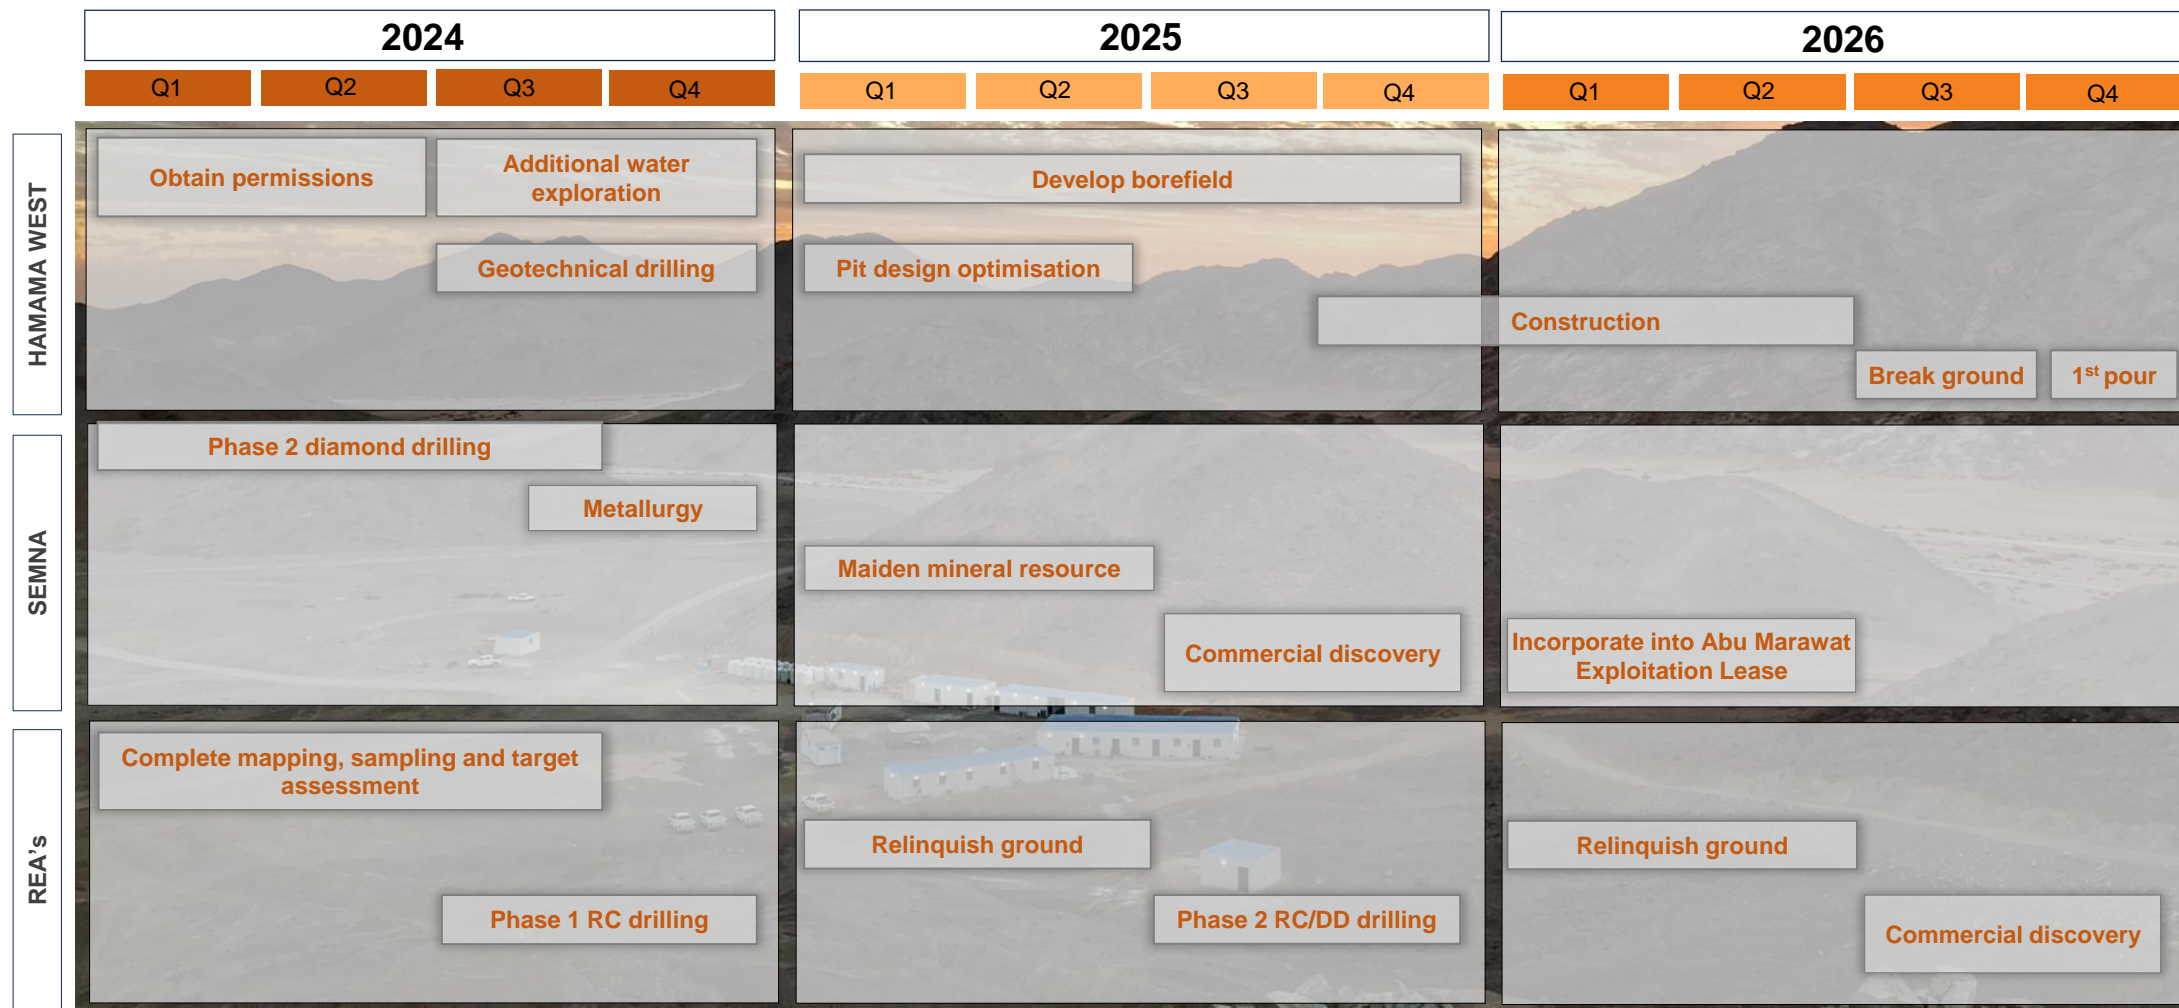 2024
2025
2026
Q1
Q2
Q3
Q4
Q1
Q2
Q3
Q4
Q1
Q2
Q3
Q4
HAMAMA WEST
Obtain permissions
Additional water
exploration
Geotechnical drilling
Develop borefield
Pit design optimisation
Construction
Break ground
1st pour
SEMNA
Phase 2 diamond drilling
Metallurgy
Maiden mineral resource
Commercial discovery
Incorporate into Abu Marawat
Exploitation Lease
REA's
Complete mapping, sampling and target
assessment
Phase 1 RC drilling
Relinquish ground
Phase 2 RC/DD drilling
Relinquish ground
Commercial discovery